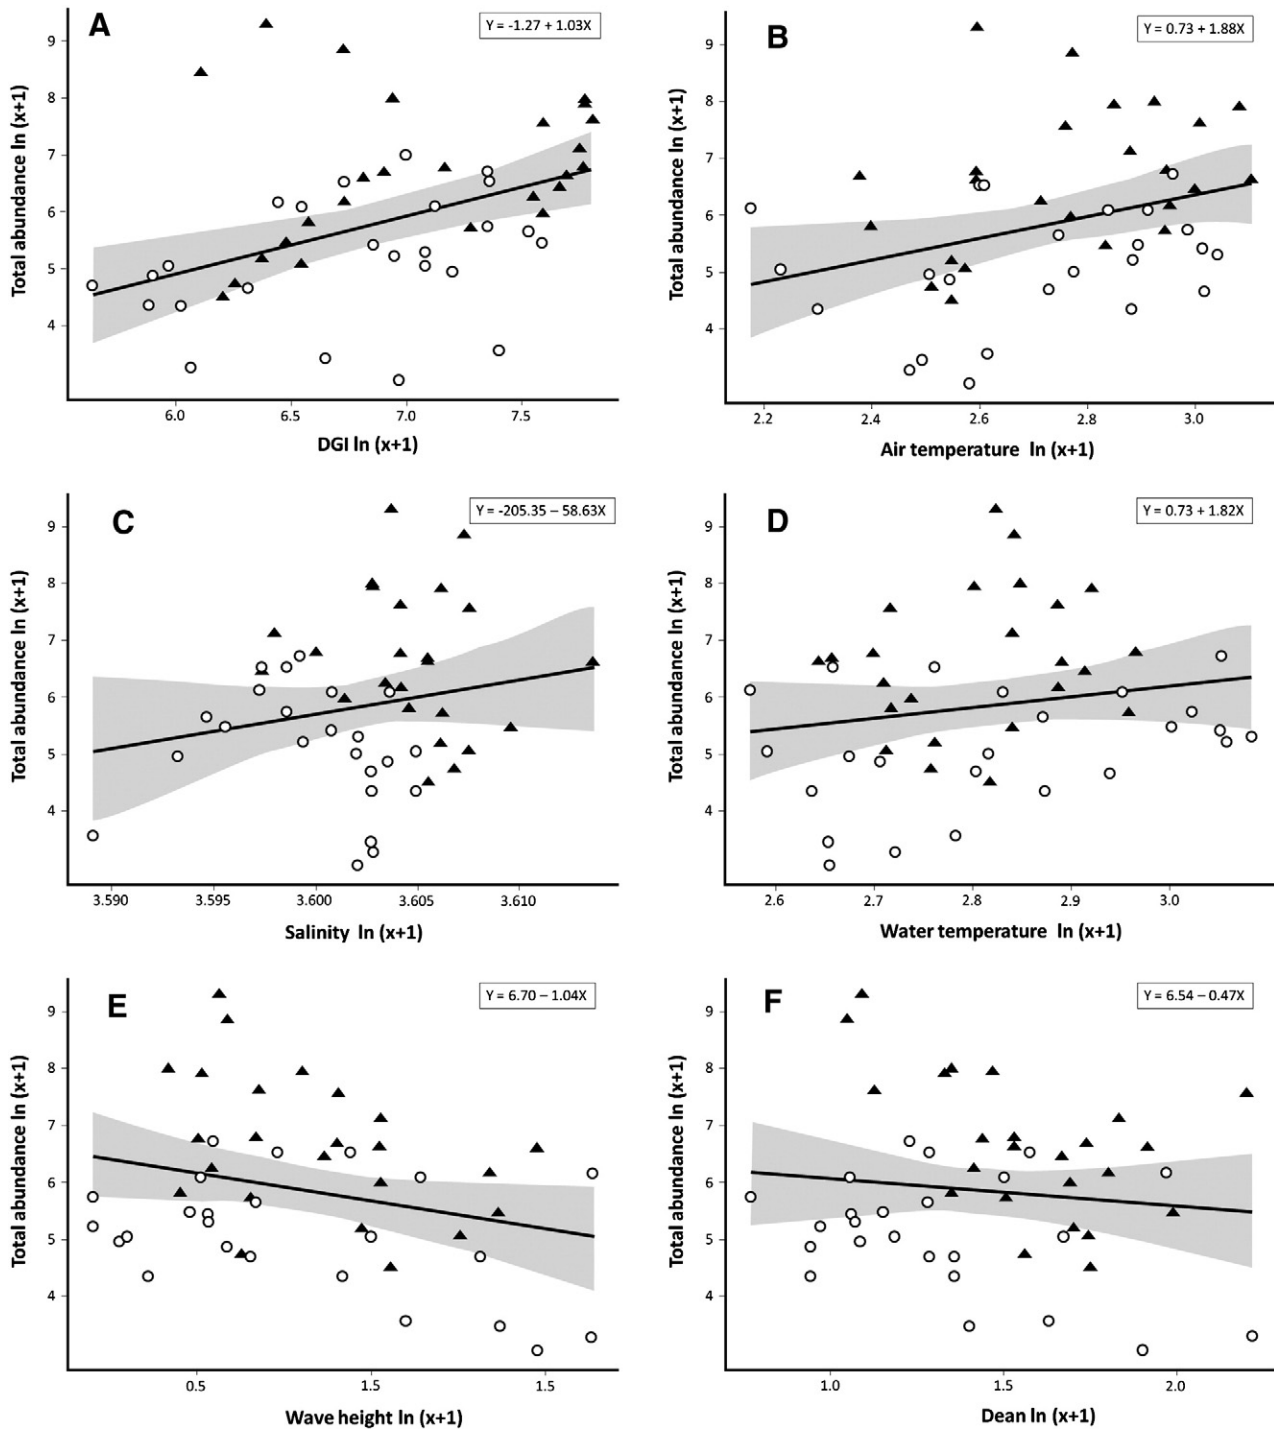 A
Y = -1.27 + 1.03X
Total abundance ln (x+1)
9
8
7
6
5
4
6.0 6.5 7.0 7.5
DGI ln (x+1)
B
Y = 0.73 + 1.88X
Total abundance ln (x+1)
9
8
7
6
5
4
2.2 2.4 2.6 2.8 3.0
Air temperature ln (x+1)
C
Y = -205.35 – 58.63X
Total abundance ln (x+1)
9
8
7
6
5
4
3.590 3.595 3.600 3.605 3.610
Salinity ln (x+1)
D
Y = 0.73 + 1.82X
Total abundance ln (x+1)
9
8
7
6
5
4
2.6 2.7 2.8 2.9 3.0
Water temperature ln (x+1)
E
Y = 6.70 – 1.04X
Total abundance ln (x+1)
9
8
7
6
5
4
0.5 1.5 1.5
Wave height ln (x+1)
F
Y = 6.54 – 0.47X
Total abundance ln (x+1)
9
8
7
6
5
4
1.0 1.5 2.0
Dean ln (x+1)